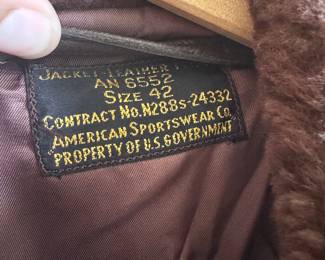 JACKET-LEATHER
AN 6552
SIZE 42
CONTRACT NO.N288S-24332
AMERICAN SPORTSWEAR CO.
"PROPERTY OF U.S. GOVERNMENT"